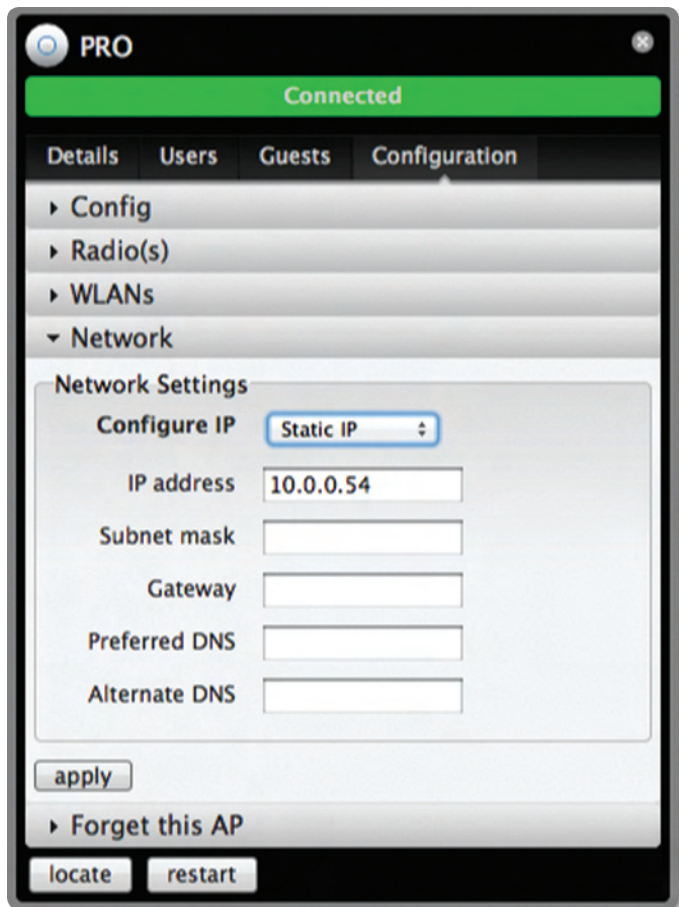 PRO
Connected
Details Users Guests Configuration
Config
Radio(s)
WLANs
Network
Network Settings
Configure IP Static IP
IP address 10.0.0.54
Subnet mask
Gateway
Preferred DNS
Alternate DNS
apply
Forget this AP
locate restart